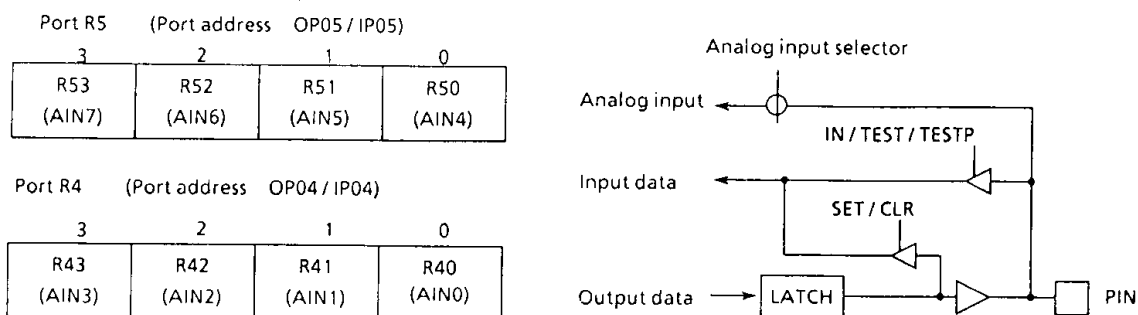 Port R5 (Port address OP05 / IP05)
3 2 1 0
R53 R52 R51 R50
(AIN7) (AIN6) (AIN5) (AIN4)
Port R4 (Port address OP04 / IP04)
3 2 1 0
R43 R42 R41 R40
(AIN3) (AIN2) (AIN1) (AIN0)
Analog input selector
Analog input
IN / TEST / TESTP
Input data
SET / CLR
Output data
LATCH
PIN